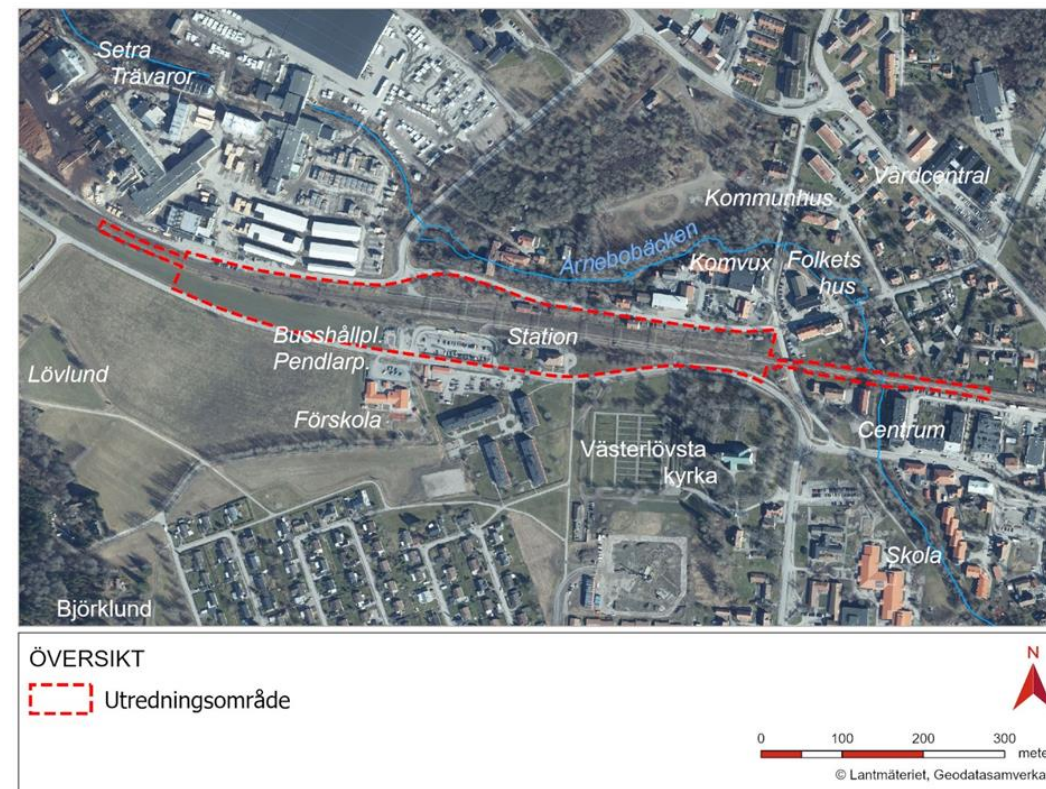 Setra
Trävaror
Vårdcentral
Kommunhus
Arnebobäcken
Komvux
Folkets
hus
Busshållpl.
Pendlarp.
Station
Lövlund
Förskola
Centrum
Västerlövsta
kyrka
Skola
Björklund
ÖVERSIKT
Utredningsområde
N
0 100 200 300
mete
© Lantmäteriet, Geodatasamverka